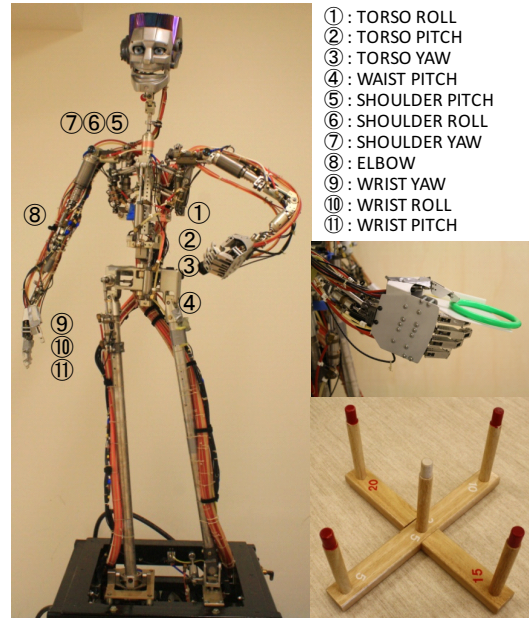 ① : TORSO ROLL
② : TORSO PITCH
③ : TORSO YAW
④ : WAIST PITCH
⑤ : SHOULDER PITCH
⑥ : SHOULDER ROLL
⑦ : SHOULDER YAW
⑧ : ELBOW
⑨ : WRIST YAW
⑩ : WRIST ROLL
⑪ : WRIST PITCH
⑦⑥⑤
⑧
①
②
③
④
⑨
⑩
⑪
20
5
5
15